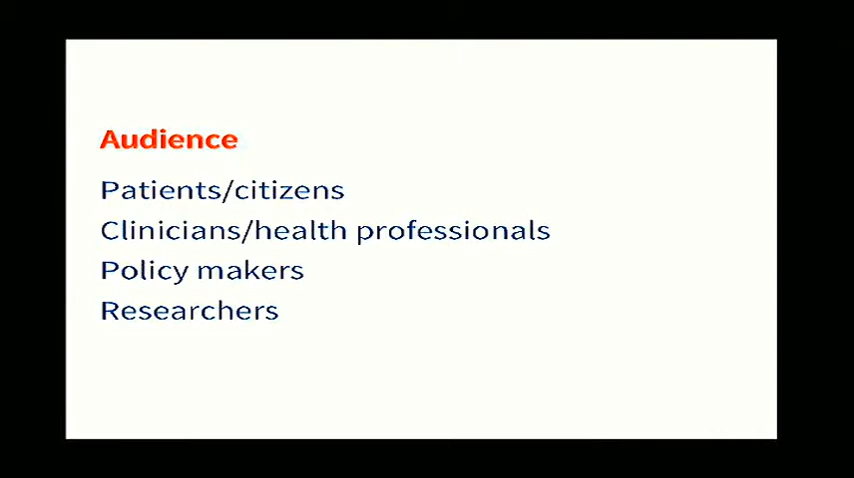 Audience
Patients/citizens
Clinicians/health professionals
Policy makers
Researchers